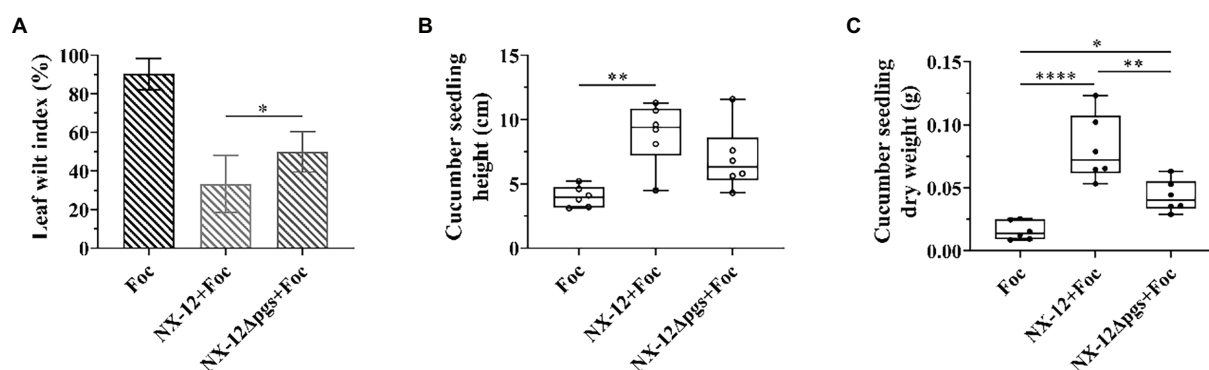 A
Leaf wilt index (%)
100
80
60
40
20
0
*
Foc
NX-12+Foc
NX-12Δpgs+Foc
B
Cucumber seedling
height (cm)
15
10
5
0
**
Foc
NX-12+Foc
NX-12Δpgs+Foc
C
Cucumber seedling
dry weight (g)
0.15
0.10
0.05
0.00
*
****
**
Foc
NX-12+Foc
NX-12Δpgs+Foc